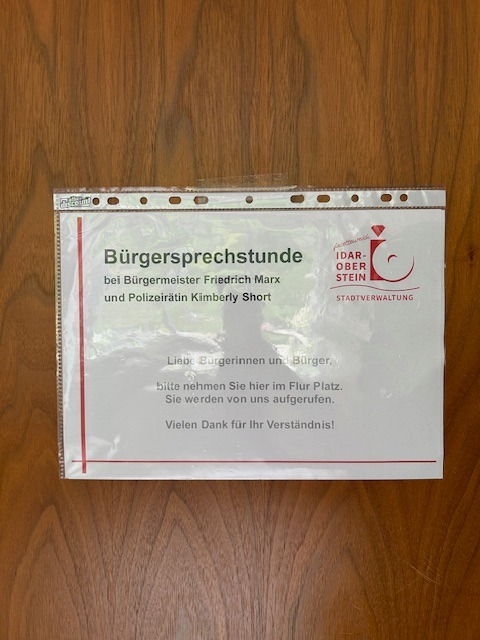 Bürgersprechstunde
bei Bürgermeister Friedrich Marx
und Polizeirätin Kimberly Short
facettenreich
IDAR-
OBER
STEIN
STADTVERWALTUNG
Liebe Bürgerinnen und Bürger,
bitte nehmen Sie hier im Flur Platz.
Sie werden von uns aufgerufen.
Vielen Dank für Ihr Verständnis!